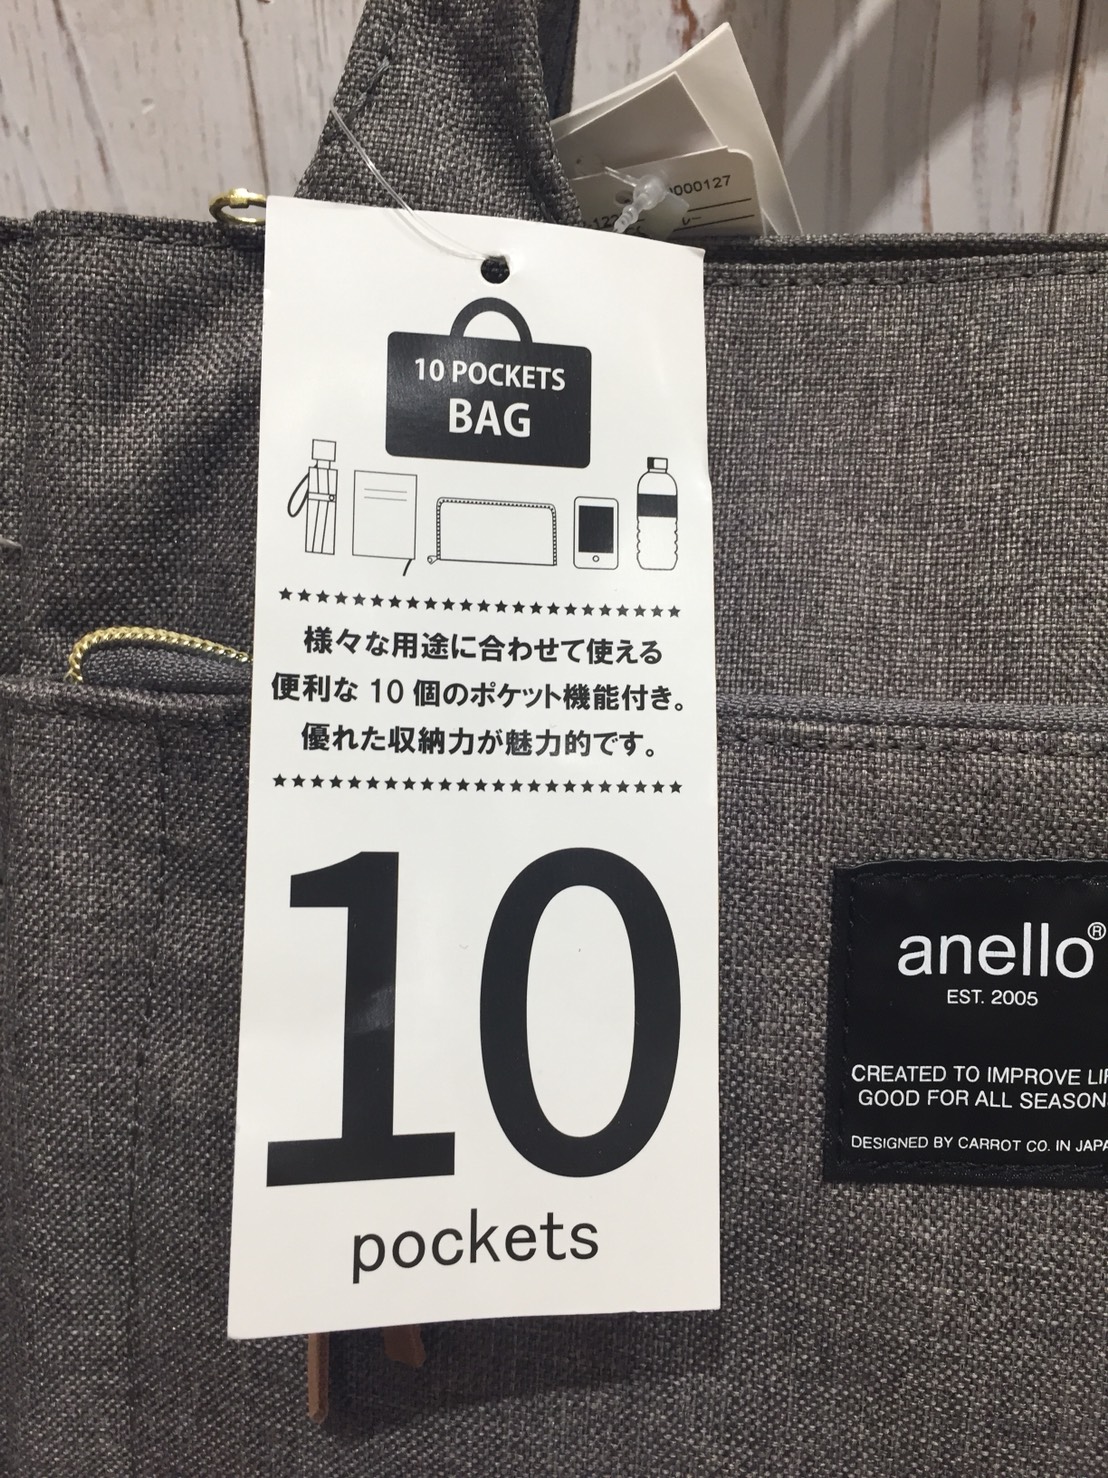 0000127
10 POCKETS
BAG
様々な用途に合わせて使える
便利な 10 個のポケット機能付き。
優れた収納力が魅力的です。
10
pockets
anello®
EST. 2005
CREATED TO IMPROVE
GOOD FOR ALL SEASON
DESIGNED BY CARROT CO. IN